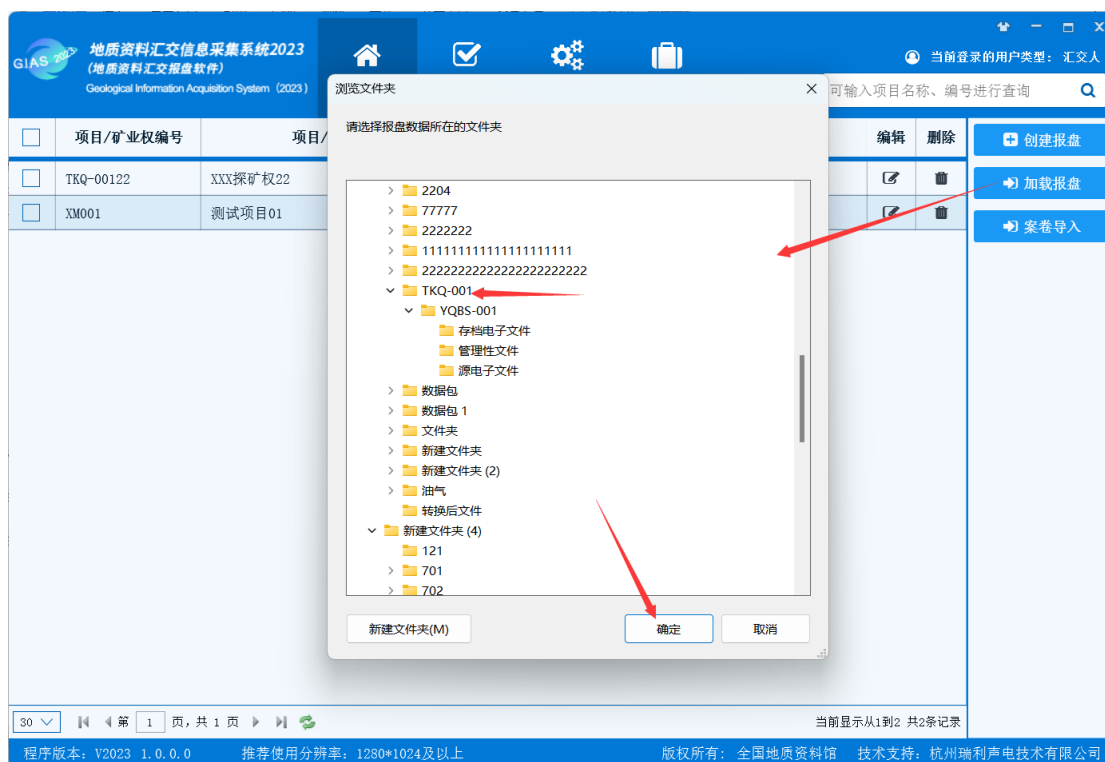 GIAS 2023
地质资料汇交信息采集系统2023
(地质资料汇交报盘软件)
Geological Information Acquisition System（2023）
当前登录的用户类型： 汇交人
可输入项目名称、编号进行查询
项目/矿业权编号
项目/
编辑
删除
TKQ-00122
XXX探矿权22
XM001
测试项目01
创建报盘
加载报盘
案卷导入
浏览文件夹
请选择报盘数据所在的文件夹
2204
77777
2222222
111111111111111111111
22222222222222222222222
TKQ-001
YQBS-001
存档电子文件
管理性文件
源电子文件
数据包
数据包 1
文件夹
新建文件夹
新建文件夹 (2)
油气
转换后文件
新建文件夹 (4)
121
701
702
新建文件夹(M)
确定
取消
30
第 1 页，共 1 页
当前显示从1到2 共2条记录
程序版本：V2023 1.0.0.0
推荐使用分辨率：1280*1024及以上
版权所有： 全国地质资料馆
技术支持：杭州瑞利声电技术有限公司